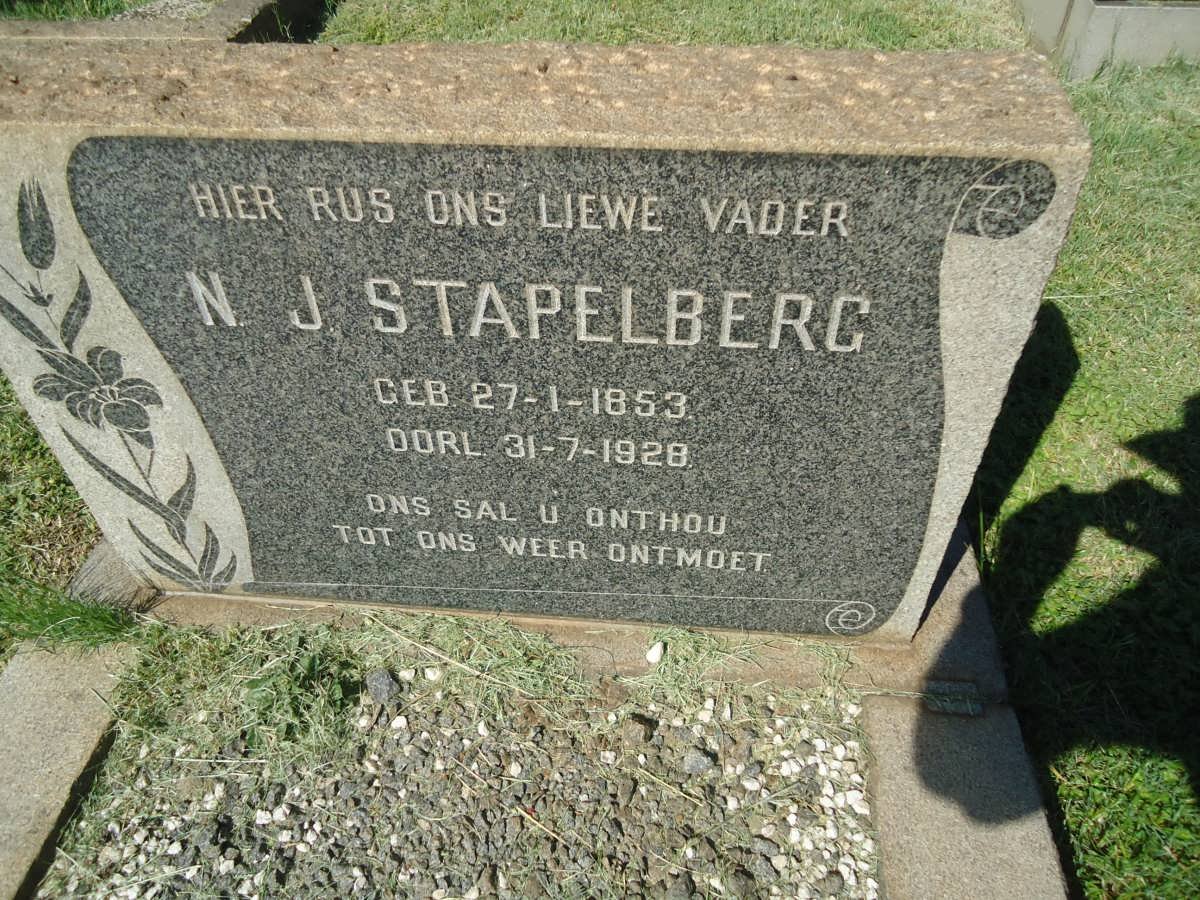 HIER RUS ONS LIEWE VADER
N. J. STAPELBERG
GEB. 27-1-1853.
OORL 31-7-1928.
ONS SAL U ONTHOU
TOT ONS WEER ONTMOET